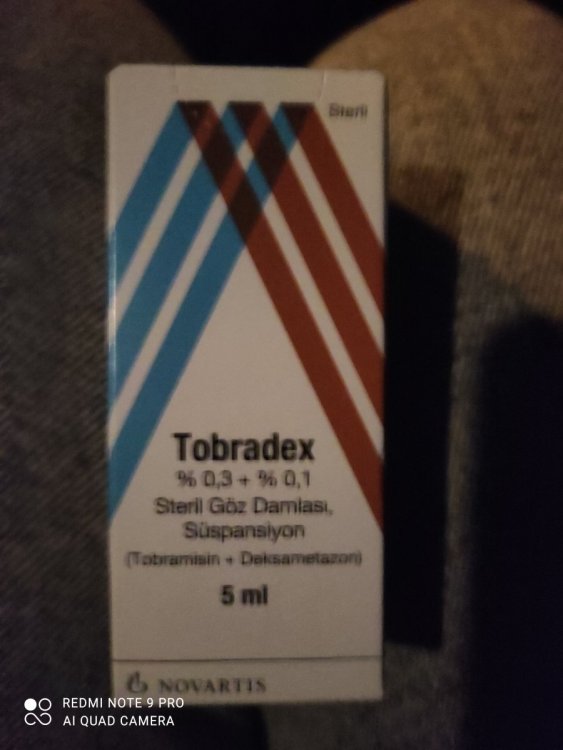 Steril
Tobradex
% 0,3 + % 0,1
Steril Göz Damlası,
Süspansiyon
(Tobramisin + Deksametazon)
5 ml
NOVARTIS
REDMI NOTE 9 PRO
AI QUAD CAMERA